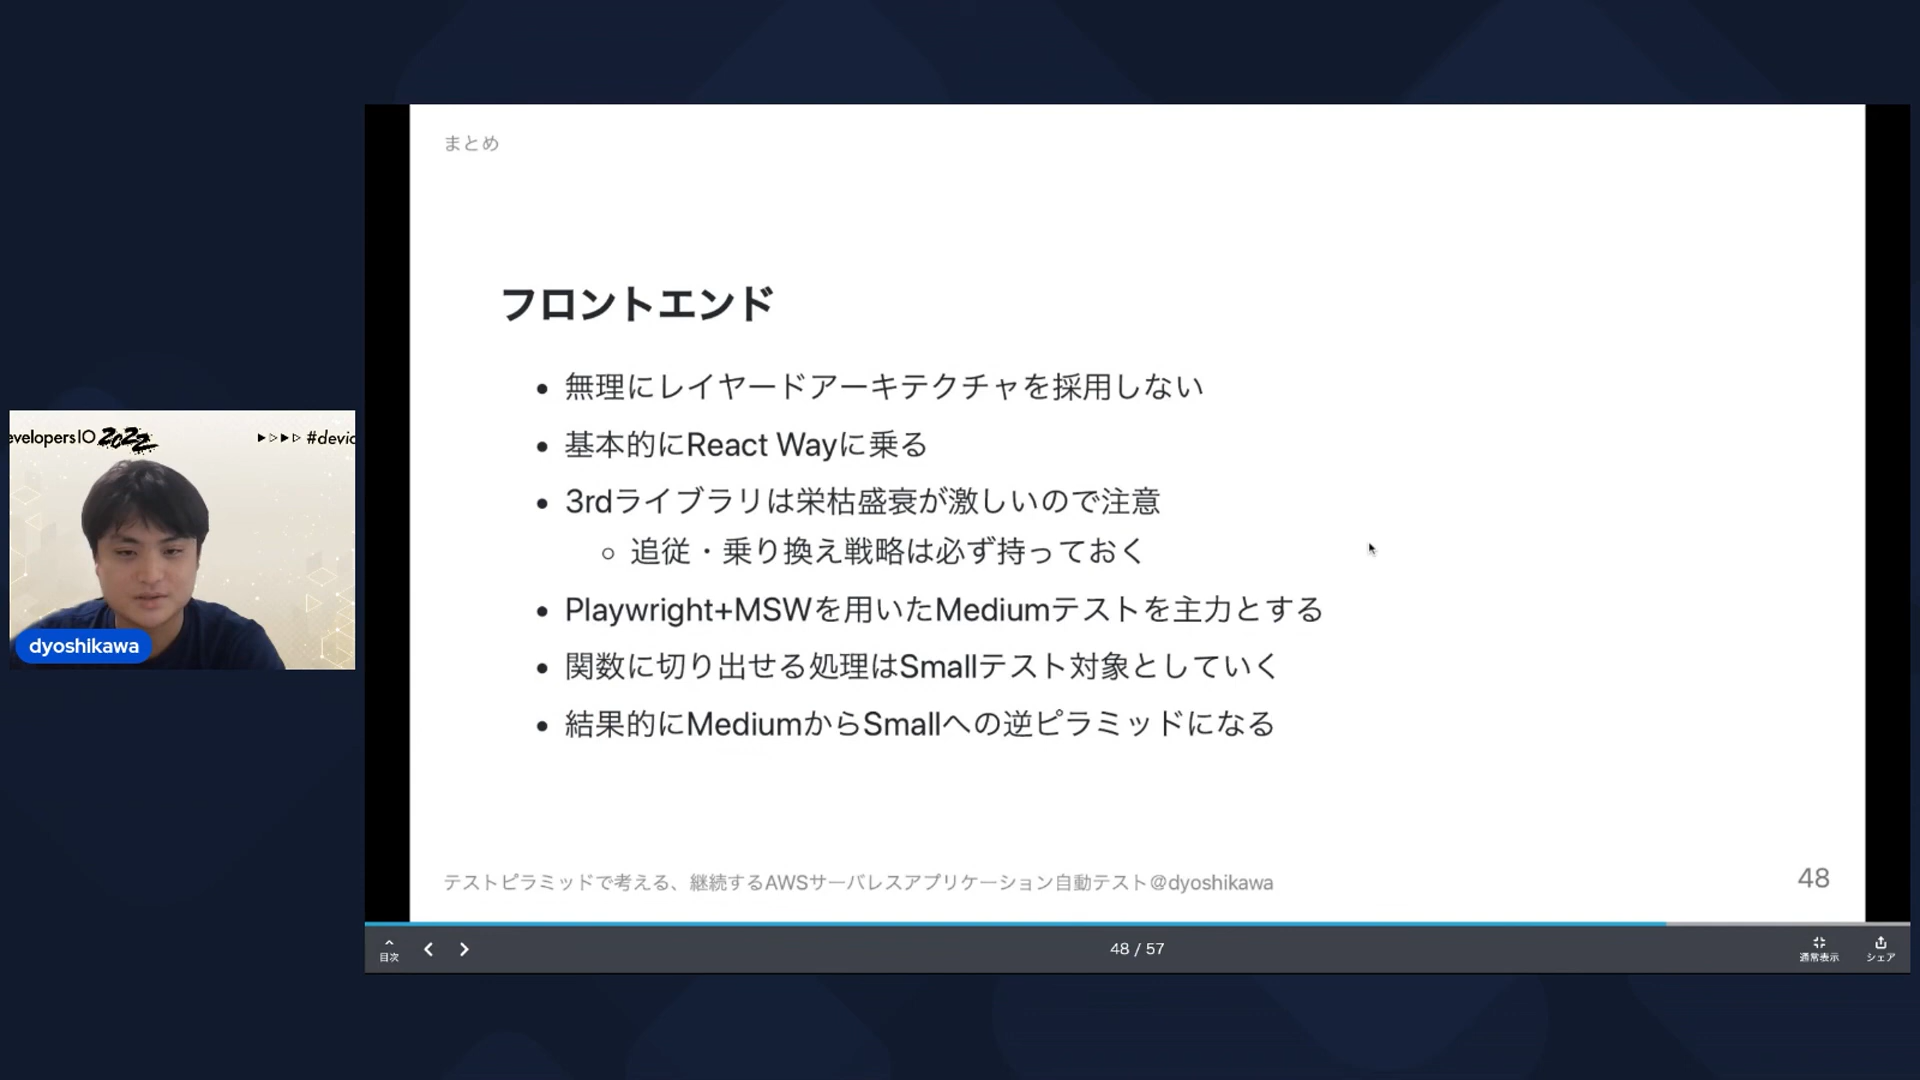 まとめ
フロントエンド
• 無理にレイヤードアーキテクチャを採用しない
• 基本的にReact Wayに乗る
• 3rdライブラリは栄枯盛衰が激しいので注意
○ 追従・乗り換え戦略は必ず持っておく
• Playwright+MSWを用いたMediumテストを主力とする
• 関数に切り出せる処理はSmallテスト対象としていく
• 結果的にMediumからSmallへの逆ピラミッドになる
テストピラミッドで考える、継続するAWSサーバレスアプリケーション自動テスト@dyoshikawa
48
evelopersIO 2022
#devio
dyoshikawa
目次
48 / 57
通常表示
シェア